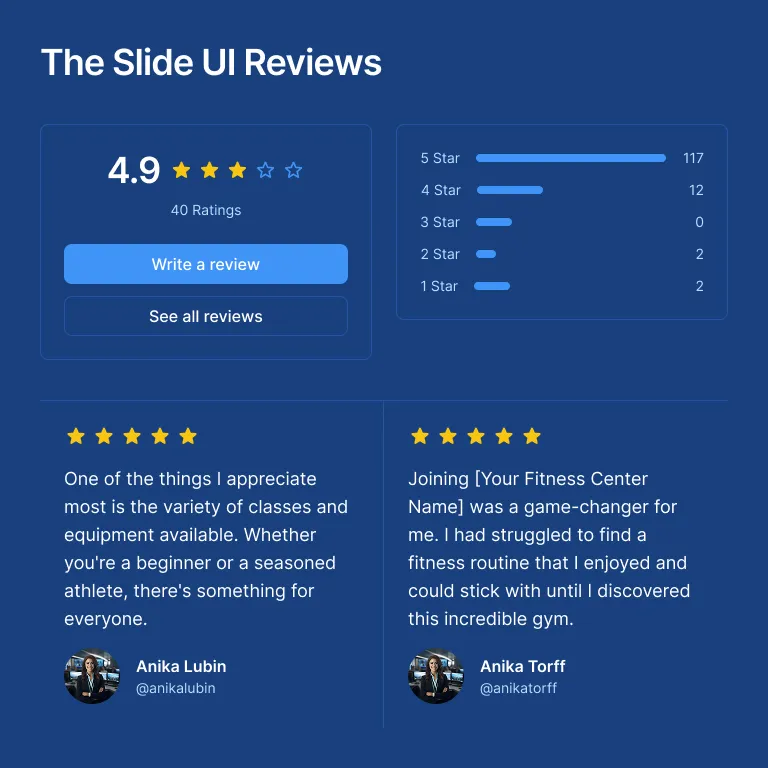 The Slide UI Reviews
4.9
40 Ratings
Write a review
See all reviews
5 Star 117
4 Star 12
3 Star 0
2 Star 2
1 Star 2
One of the things I appreciate
most is the variety of classes and
equipment available. Whether
you're a beginner or a seasoned
athlete, there's something for
everyone.
Anika Lubin
@anikalubin
Joining [Your Fitness Center
Name] was a game-changer for
me. I had struggled to find a
fitness routine that I enjoyed and
could stick with until I discovered
this incredible gym.
Anika Torff
@anikatorff